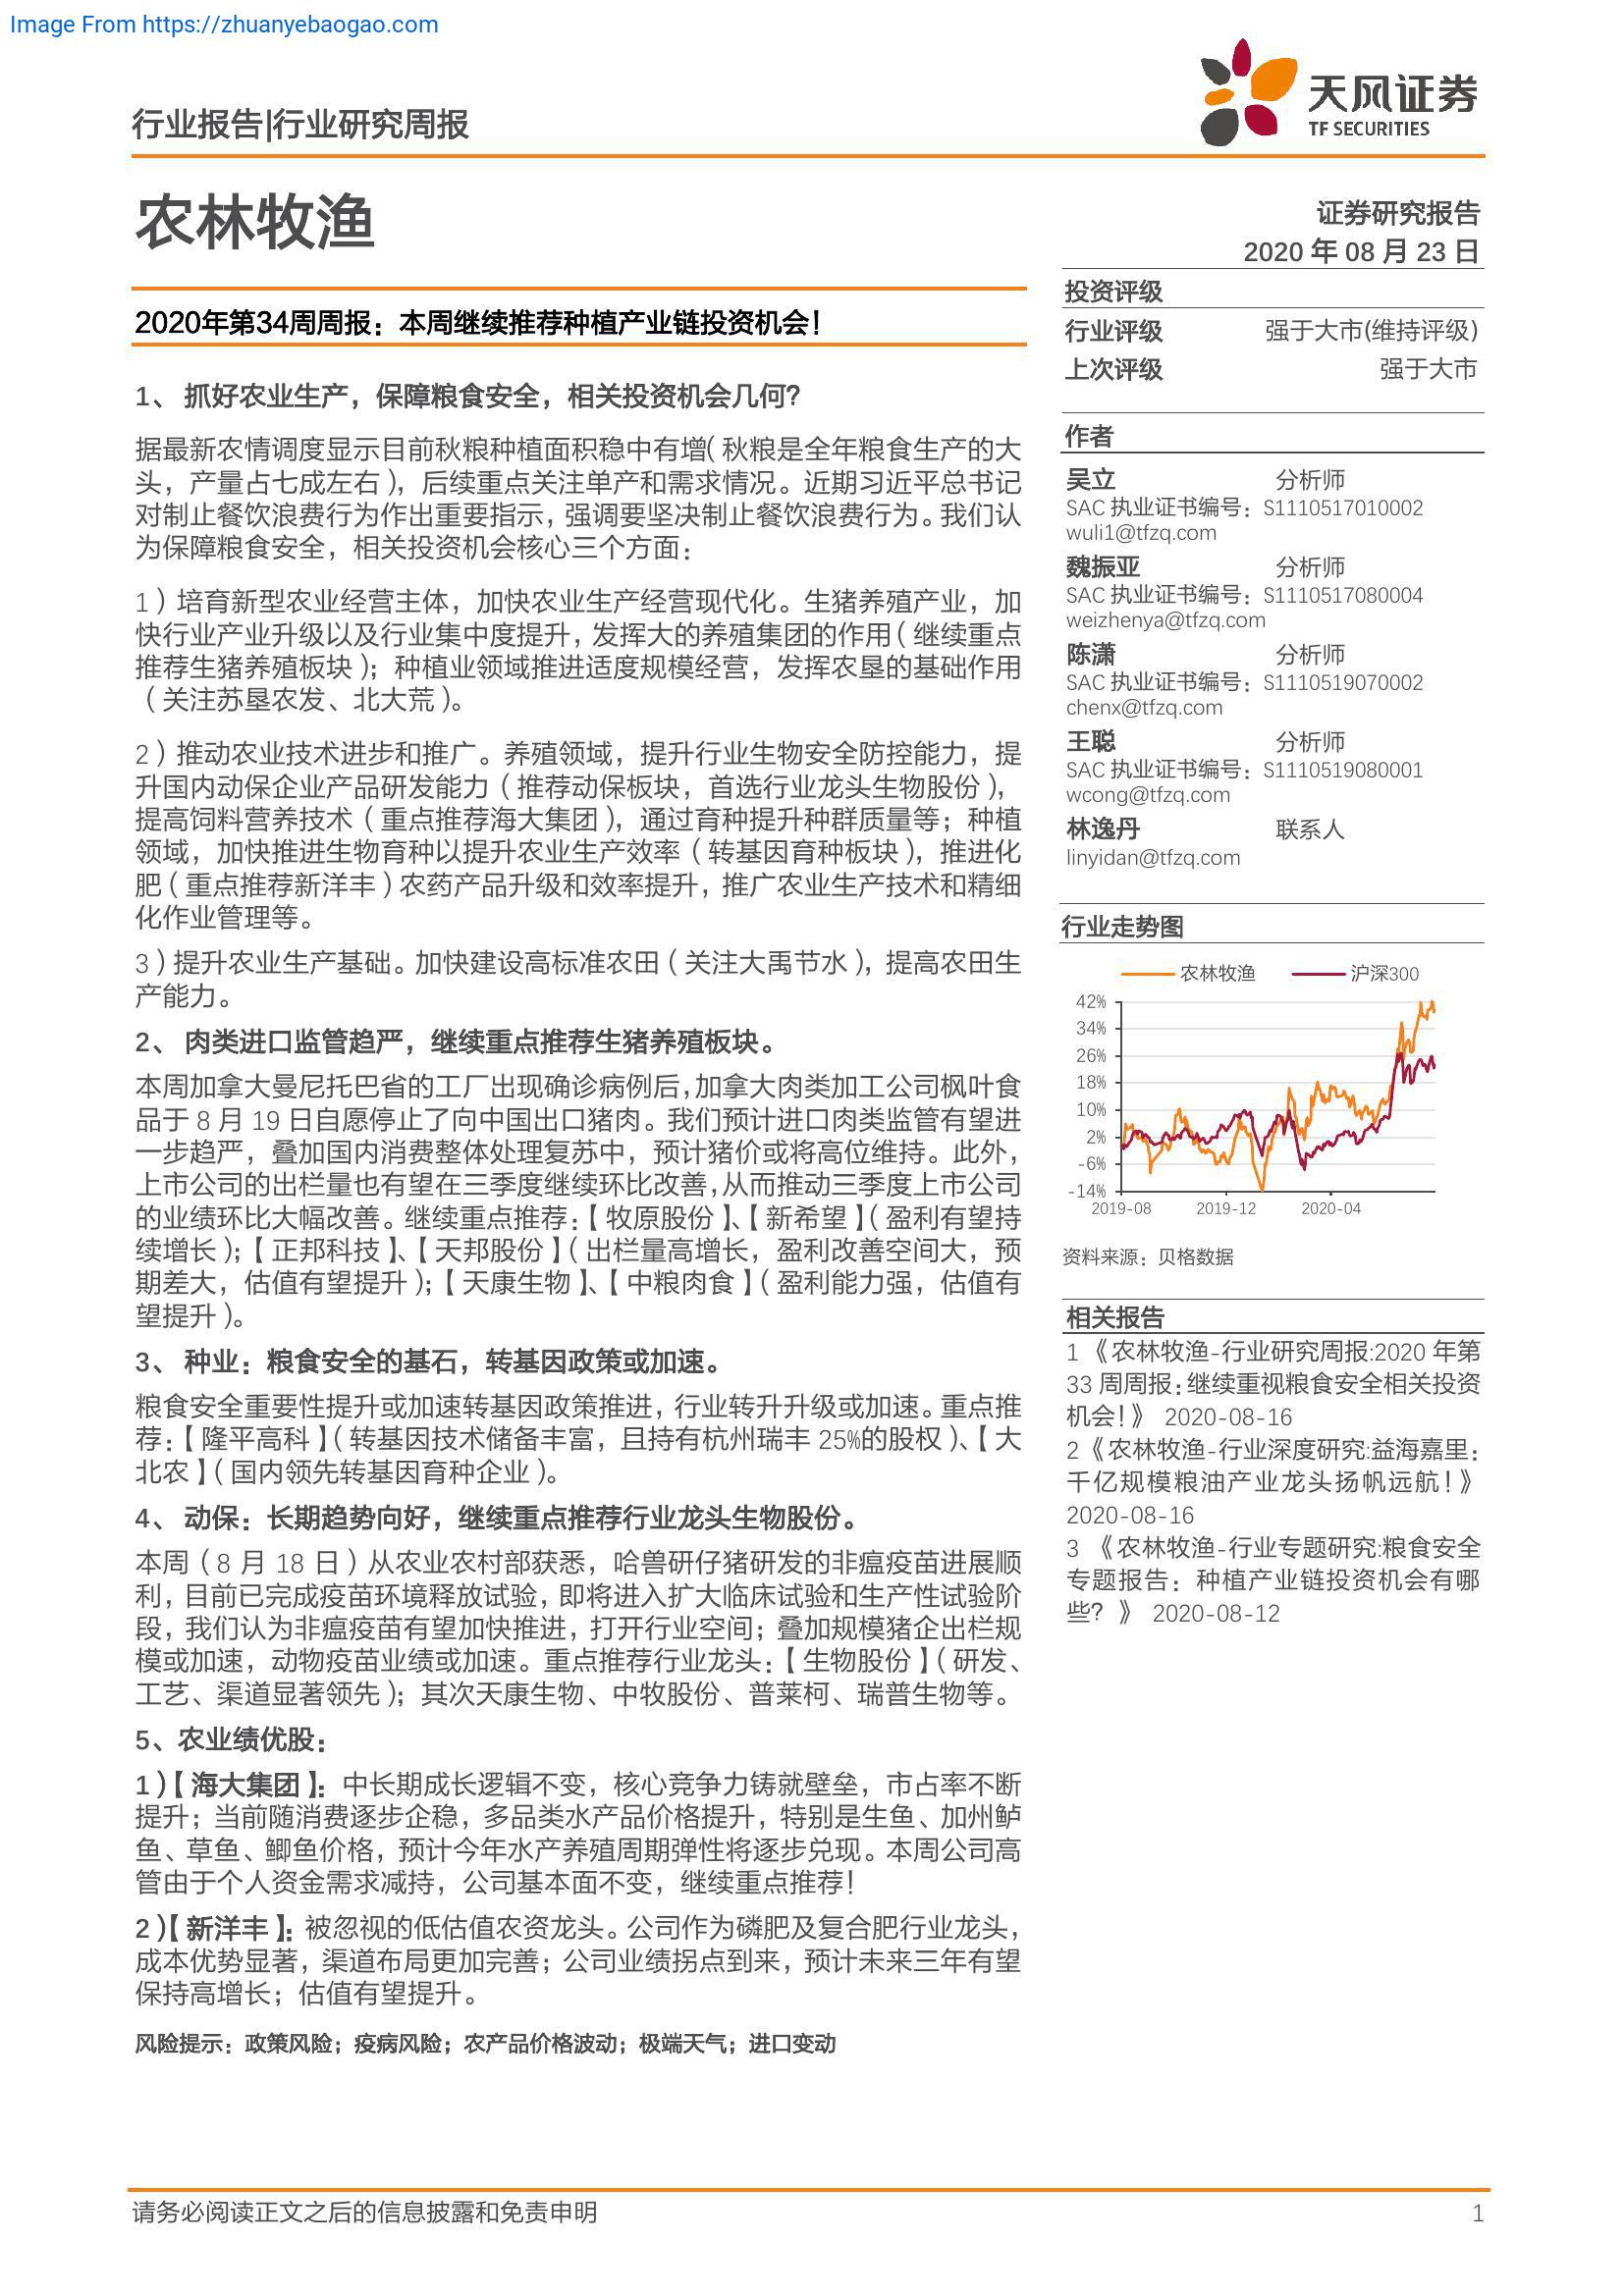 Image From https://zhuanyebaogao.com
行业报告|行业研究周报
天风证券
TF SECURITIES
农林牧渔
证券研究报告
2020 年 08 月 23 日
2020年第34周周报：本周继续推荐种植产业链投资机会！
1、 抓好农业生产，保障粮食安全，相关投资机会几何？
据最新农情调度显示目前秋粮种植面积稳中有增（秋粮是全年粮食生产的大
头，产量占七成左右），后续重点关注单产和需求情况。近期习近平总书记
对制止餐饮浪费行为作出重要指示，强调要坚决制止餐饮浪费行为。我们认
为保障粮食安全，相关投资机会核心三个方面：
1）培育新型农业经营主体，加快农业生产经营现代化。生猪养殖产业，加
快行业产业升级以及行业集中度提升，发挥大的养殖集团的作用（继续重点
推荐生猪养殖板块）；种植业领域推进适度规模经营，发挥农垦的基础作用
（关注苏垦农发、北大荒）。
2）推动农业技术进步和推广。养殖领域，提升行业生物安全防控能力，提
升国内动保企业产品研发能力（推荐动保板块，首选行业龙头生物股份），
提高饲料营养技术（重点推荐海大集团），通过育种提升种群质量等；种植
领域，加快推进生物育种以提升农业生产效率（转基因育种板块），推进化
肥（重点推荐新洋丰）农药产品升级和效率提升，推广农业生产技术和精细
化作业管理等。
3）提升农业生产基础。加快建设高标准农田（关注大禹节水），提高农田生
产能力。
2、 肉类进口监管趋严，继续重点推荐生猪养殖板块。
本周加拿大曼尼托巴省的工厂出现确诊病例后，加拿大肉类加工公司枫叶食
品于 8 月 19 日自愿停止了向中国出口猪肉。我们预计进口肉类监管有望进
一步趋严，叠加国内消费整体处理复苏中，预计猪价或将高位维持。此外，
上市公司的出栏量也有望在三季度继续环比改善，从而推动三季度上市公司
的业绩环比大幅改善。继续重点推荐：【牧原股份】、【新希望】（盈利有望持
续增长）；【正邦科技】、【天邦股份】（出栏量高增长，盈利改善空间大，预
期差大，估值有望提升）；【天康生物】、【中粮肉食】（盈利能力强，估值有
望提升）。
3、 种业：粮食安全的基石，转基因政策或加速。
粮食安全重要性提升或加速转基因政策推进，行业转升升级或加速。重点推
荐：【隆平高科】（转基因技术储备丰富，且持有杭州瑞丰 25%的股权）、【大
北农】（国内领先转基因育种企业）。
4、 动保：长期趋势向好，继续重点推荐行业龙头生物股份。
本周（8 月 18 日）从农业农村部获悉，哈兽研仔猪研发的非瘟疫苗进展顺
利，目前已完成疫苗环境释放试验，即将进入扩大临床试验和生产性试验阶
段，我们认为非瘟疫苗有望加快推进，打开行业空间；叠加规模猪企出栏规
模或加速，动物疫苗业绩或加速。重点推荐行业龙头：【生物股份】（研发、
工艺、渠道显著领先）；其次天康生物、中牧股份、普莱柯、瑞普生物等。
5、农业绩优股：
1）【海大集团】：中长期成长逻辑不变，核心竞争力铸就壁垒，市占率不断
提升；当前随消费逐步企稳，多品类水产品价格提升，特别是生鱼、加州鲈
鱼、草鱼、鲫鱼价格，预计今年水产养殖周期弹性将逐步兑现。本周公司高
管由于个人资金需求减持，公司基本面不变，继续重点推荐！
2）【新洋丰】：被忽视的低估值农资龙头。公司作为磷肥及复合肥行业龙头，
成本优势显著，渠道布局更加完善；公司业绩拐点到来，预计未来三年有望
保持高增长；估值有望提升。
风险提示：政策风险；疫病风险；农产品价格波动；极端天气；进口变动
投资评级
行业评级 强于大市(维持评级)
上次评级 强于大市
作者
吴立 分析师
SAC 执业证书编号：S1110517010002
wuli1@tfzq.com
魏振亚 分析师
SAC 执业证书编号：S1110517080004
weizhenya@tfzq.com
陈潇 分析师
SAC 执业证书编号：S1110519070002
chenx@tfzq.com
王聪 分析师
SAC 执业证书编号：S1110519080001
wcong@tfzq.com
林逸丹 联系人
linyidan@tfzq.com
行业走势图
农林牧渔 沪深300
42%
34%
26%
18%
10%
2%
-6%
-14%
2019-08 2019-12 2020-04
资料来源：贝格数据
相关报告
1 《农林牧渔-行业研究周报:2020 年第
33 周周报：继续重视粮食安全相关投资
机会！》 2020-08-16
2 《农林牧渔-行业深度研究:益海嘉里：
千亿规模粮油产业龙头扬帆远航！》
2020-08-16
3 《农林牧渔-行业专题研究:粮食安全
专题报告：种植产业链投资机会有哪
些？》 2020-08-12
请务必阅读正文之后的信息披露和免责申明 1